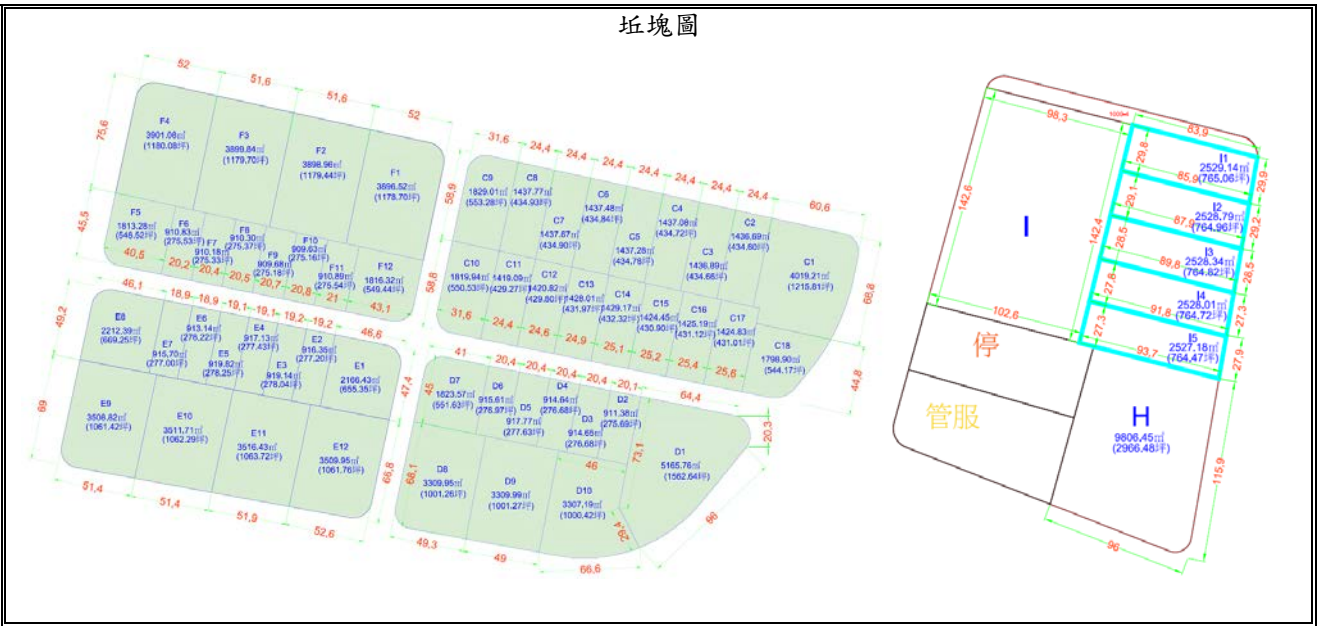 坵塊圖
52
51,6
51,6
52
75,6
F4
3901.06㎡
(1180.08坪)
F3
3899.84㎡
(1179.70坪)
F2
3898.96㎡
(1179.44坪)
F1
3896.52㎡
(1178.70坪)
58,9
45,5
F5
1813.28㎡
(548.52坪)
F6
910.83㎡
(275.53坪)
F7
910.18㎡
(275.33坪)
F8
910.30㎡
(275.37坪)
F9
909.68㎡
(275.18坪)
F10
909.63㎡
(275.16坪)
F11
910.89㎡
(275.54坪)
F12
1816.32㎡
(549.44坪)
58,8
40,5
20,2
20,4
20,5
20,7
20,8
21
43,1
31,6
24,4
24,4
24,4
24,4
24,4
24,4
60,6
C9
1829.01㎡
(553.28坪)
C8
1437.77㎡
(434.93坪)
C7
1437.67㎡
(434.90坪)
C6
1437.48㎡
(434.84坪)
C5
1437.28㎡
(434.78坪)
C4
1437.08㎡
(434.72坪)
C3
1436.89㎡
(434.66坪)
C2
1436.69㎡
(434.60坪)
C1
4019.21㎡
(1215.81坪)
68,8
C10
1819.94㎡
(550.53坪)
C11
1419.09㎡
(429.27坪)
C12
1420.82㎡
(429.80坪)
C13
1428.01㎡
(431.97坪)
C14
1429.17㎡
(432.32坪)
C15
1424.45㎡
(430.90坪)
C16
1425.19㎡
(431.12坪)
C17
1424.83㎡
(431.01坪)
C18
1798.90㎡
(544.17坪)
44,8
31,6
24,4
24,6
24,9
25,1
25,2
25,4
25,6
49,2
46,1
18,9
18,9
19,1
19,1
19,2
19,2
46,6
E8
2212.39㎡
(669.25坪)
E7
915.70㎡
(277.00坪)
E6
913.14㎡
(276.22坪)
E5
919.82㎡
(278.25坪)
E4
917.13㎡
(277.43坪)
E3
919.14㎡
(278.04坪)
E2
916.35㎡
(277.20坪)
E1
2166.43㎡
(655.35坪)
47,4
69
E9
3508.82㎡
(1061.42坪)
E10
3511.71㎡
(1062.29坪)
E11
3516.43㎡
(1063.72坪)
E12
3509.95㎡
(1061.76坪)
66,8
51,4
51,4
51,9
52,6
41
20,4
20,4
20,4
20,1
64,4
45
D7
1823.57㎡
(551.63坪)
D6
915.61㎡
(276.97坪)
D5
917.77㎡
(277.63坪)
D4
914.64㎡
(276.68坪)
D3
914.65㎡
(276.68坪)
D2
911.38㎡
(275.69坪)
20,3
46
73,1
D1
5165.76㎡
(1562.64坪)
68,1
D8
3309.95㎡
(1001.26坪)
D9
3309.99㎡
(1001.27坪)
D10
3307.19㎡
(1000.42坪)
29,4
96
49,3
49
66,6
98,3
83,9
142,6
I
142,4
102,6
29,8
I1
2529.14㎡
(765.06坪)
29,9
85,9
29,1
I2
2528.79㎡
(764.96坪)
29,2
28,5
I3
2528.34㎡
(764.82坪)
28,5
89,8
27,8
I4
2528.01㎡
(764.72坪)
27,3
91,8
27,3
I5
2527.18㎡
(764.47坪)
27,9
93,7
停
管服
H
9806.45㎡
(2966.48坪)
115,9
96